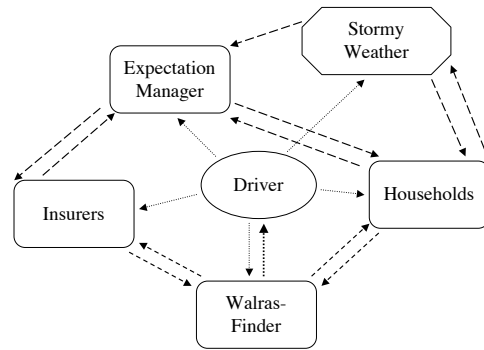 Stormy
Weather
Expectation
Manager
Driver
Households
Insurers
Walras-
Finder